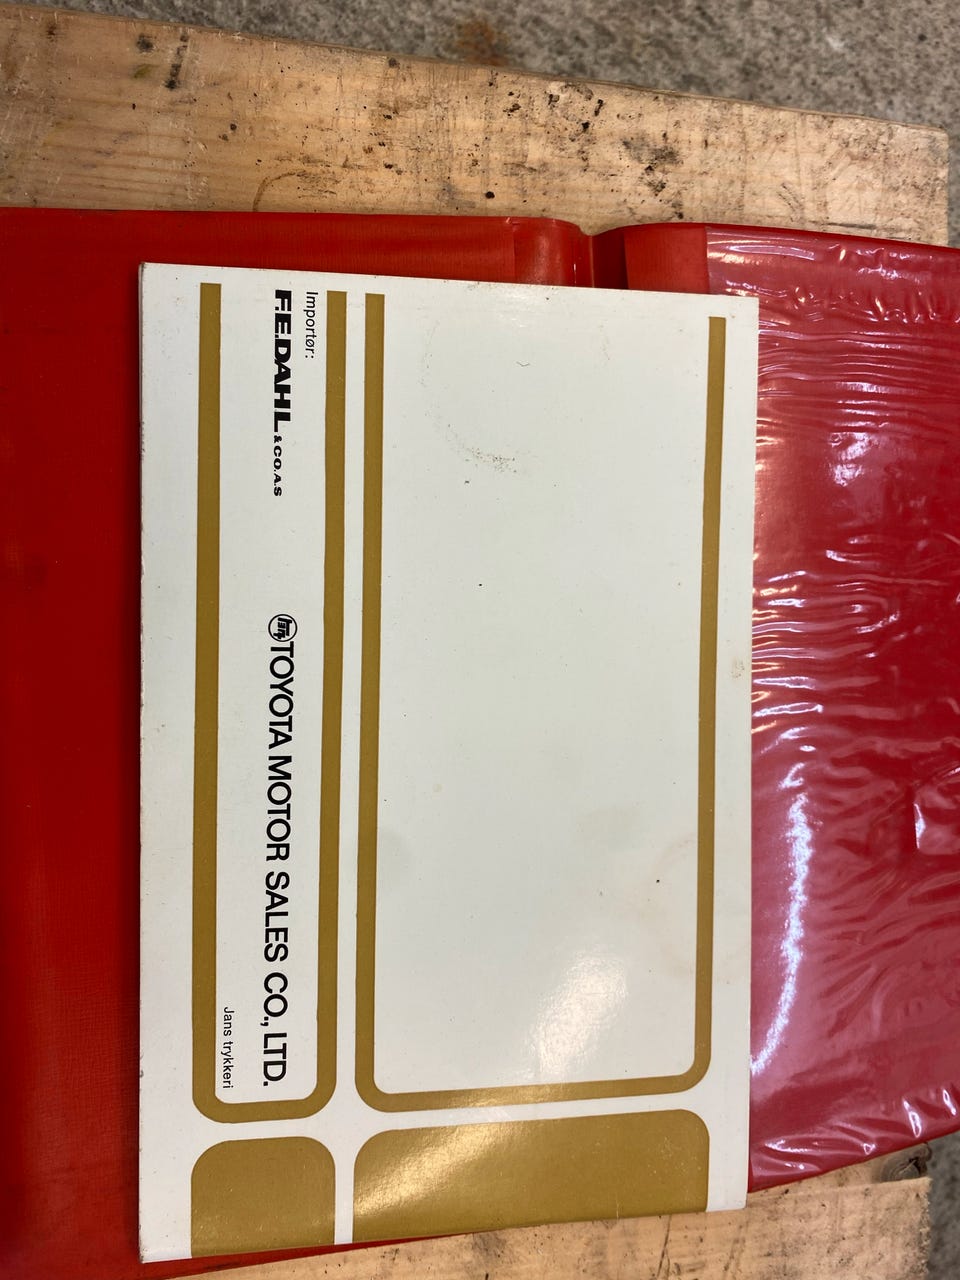 Importør:
F.E.DAHL & CO. A.S
TOYOTA MOTOR SALES CO., LTD.
Jans trykkeri